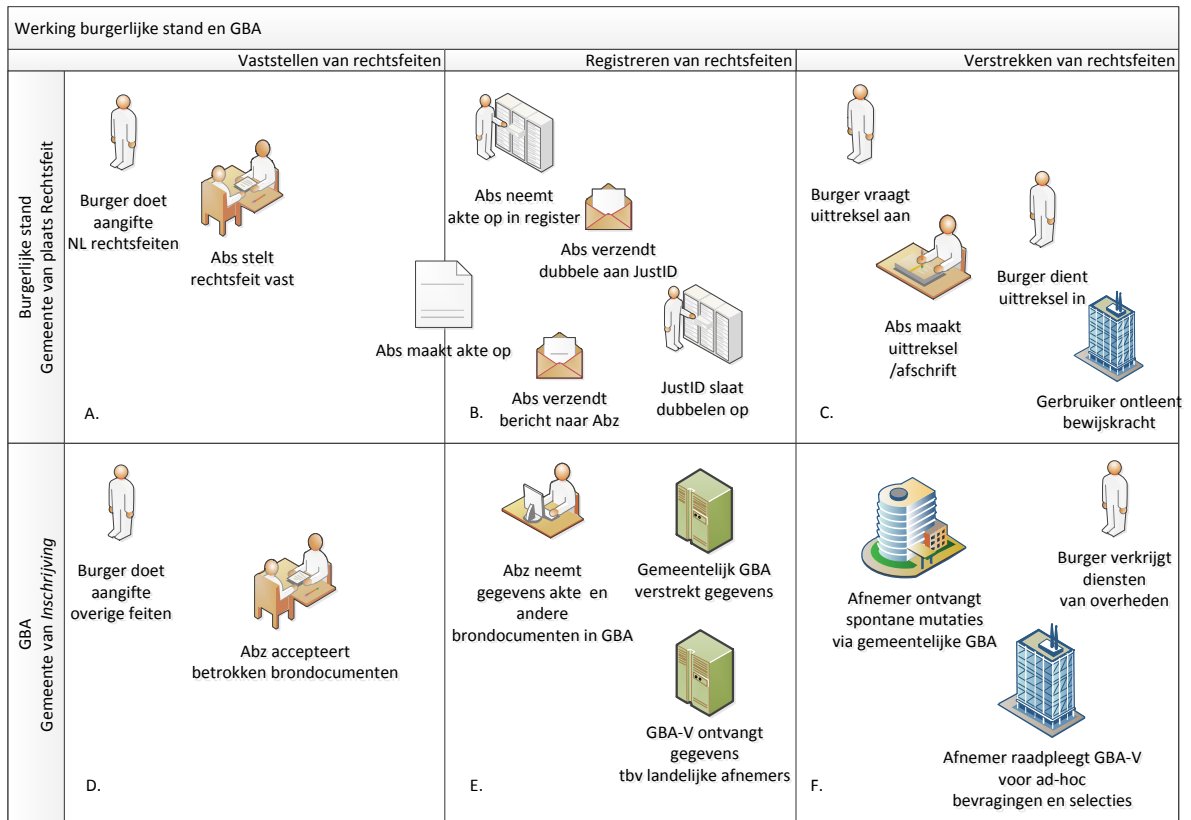 Werking burgerlijke stand en GBA
Vaststellen van rechtsfeiten
Registreren van rechtsfeiten
Verstrekken van rechtsfeiten
Burgerlijke stand
Gemeente van plaats Rechtsfeit
Burger doet
aangifte
NL rechtsfeiten
Abs stelt
rechtsfeit vast
Abs maakt akte op
A.
Abs neemt
akte op in register
Abs verzendt
dubbele aan JustID
Abs verzendt
bericht naar Abz
JustID slaat
dubbelen op
B.
Burger vraagt
uittreksel aan
Abs maakt
uittreksel
/afschrift
Burger dient
uittreksel in
Gerbruiker ontleent
bewijskracht
C.
GBA
Gemeente van Inschrijving
Burger doet
aangifte
overige feiten
Abz accepteert
betrokken brondocumenten
D.
Abz neemt
gegevens akte en
andere
brondocumenten in GBA
Gemeentelijk GBA
verstrekt gegevens
GBA-V ontvangt
gegevens
tbv landelijke afnemers
E.
Afnemer ontvangt
spontane mutaties
via gemeentelijke GBA
Burger verkrijgt
diensten
van overheden
Afnemer raadpleegt GBA-V
voor ad-hoc
bevragingen en selecties
F.